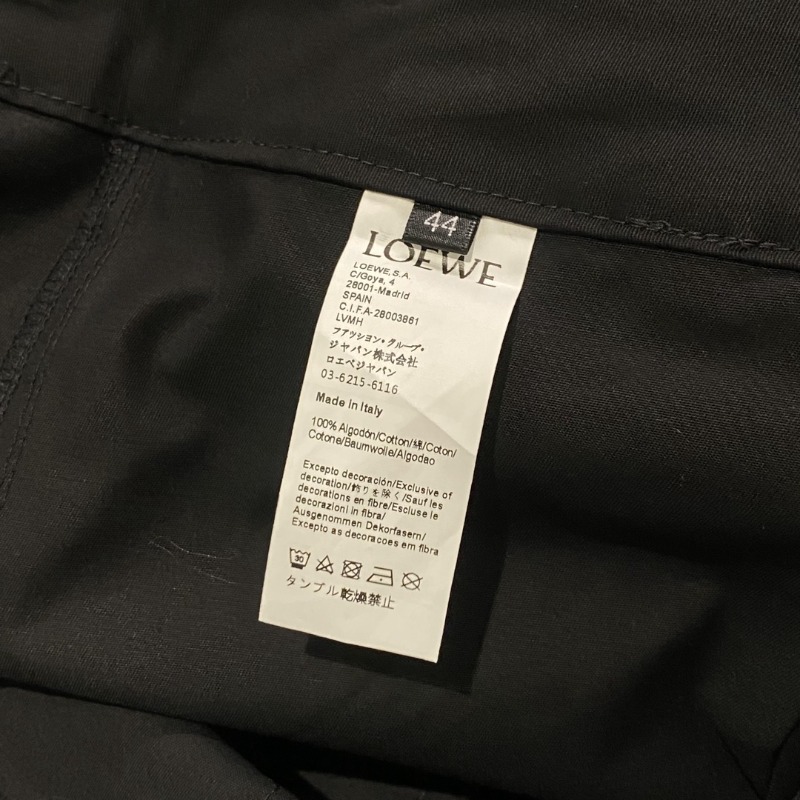 44
LOEWE
LOEWE, S.A.
C/Goya, 4
28001-Madrid
SPAIN
C.I.F.A-28003861
LVMH
ファッション・グループ・
ジャパン株式会社
ロエベジャパン
03-6215-6116
Made in Italy
100% Algodón/Cotton/綿/Coton/
Cotone/Baumwolle/Algodao
Excepto decoración/Exclusive of
decoration/飾りを除く/Sauf les
decorations en fibre/Escluse le
decorazioni in fibra/
Ausgenommen Dekorfasern/
Excepto as decoracoes em fibra
30
タンブル乾燥禁止